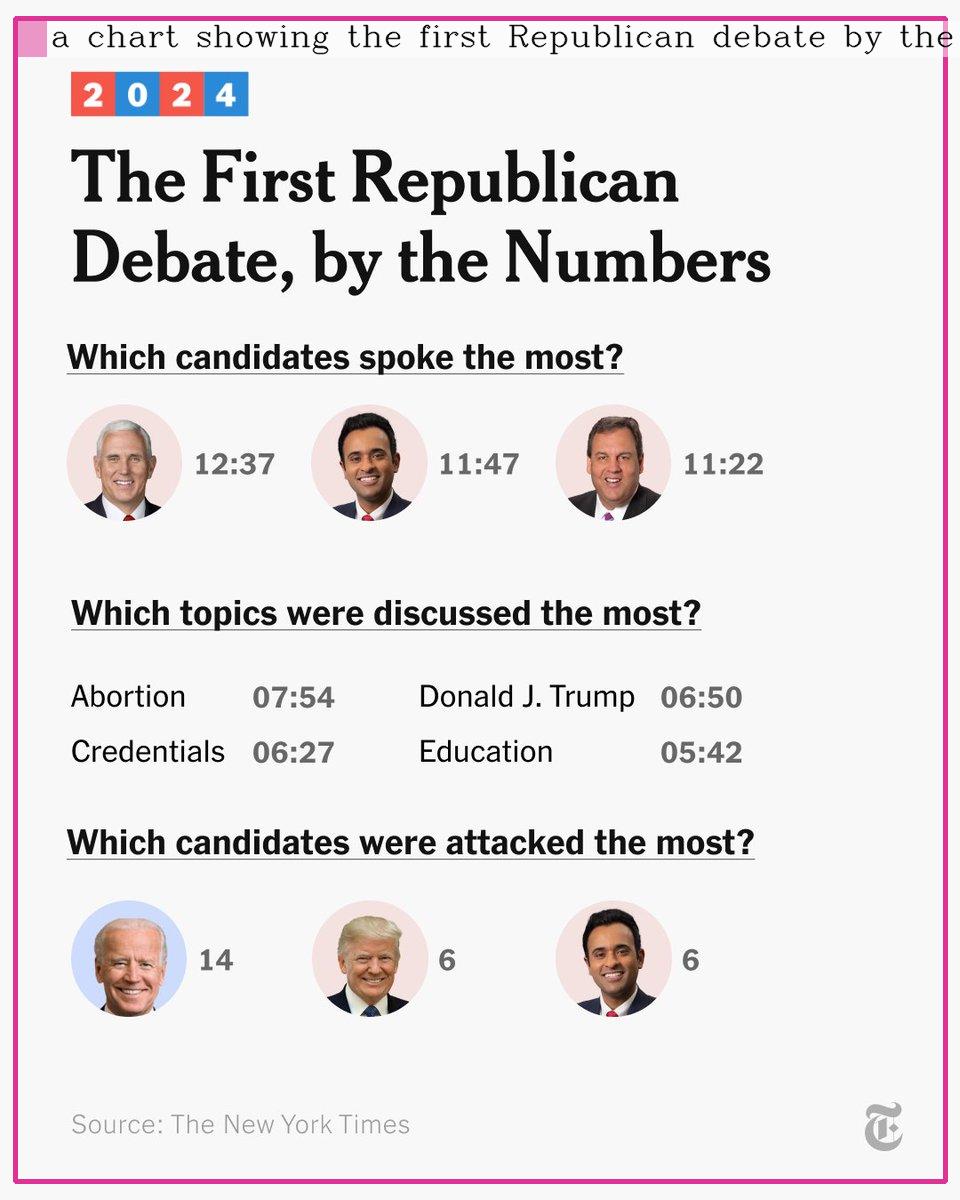 a chart showing the first Republican debate by the
2024
The First Republican
Debate, by the Numbers
Which candidates spoke the most?
12:37 11:47 11:22
Which topics were discussed the most?
Abortion 07:54 Donald J. Trump 06:50
Credentials 06:27 Education 05:42
Which candidates were attacked the most?
14 6 6
Source: The New York Times
T